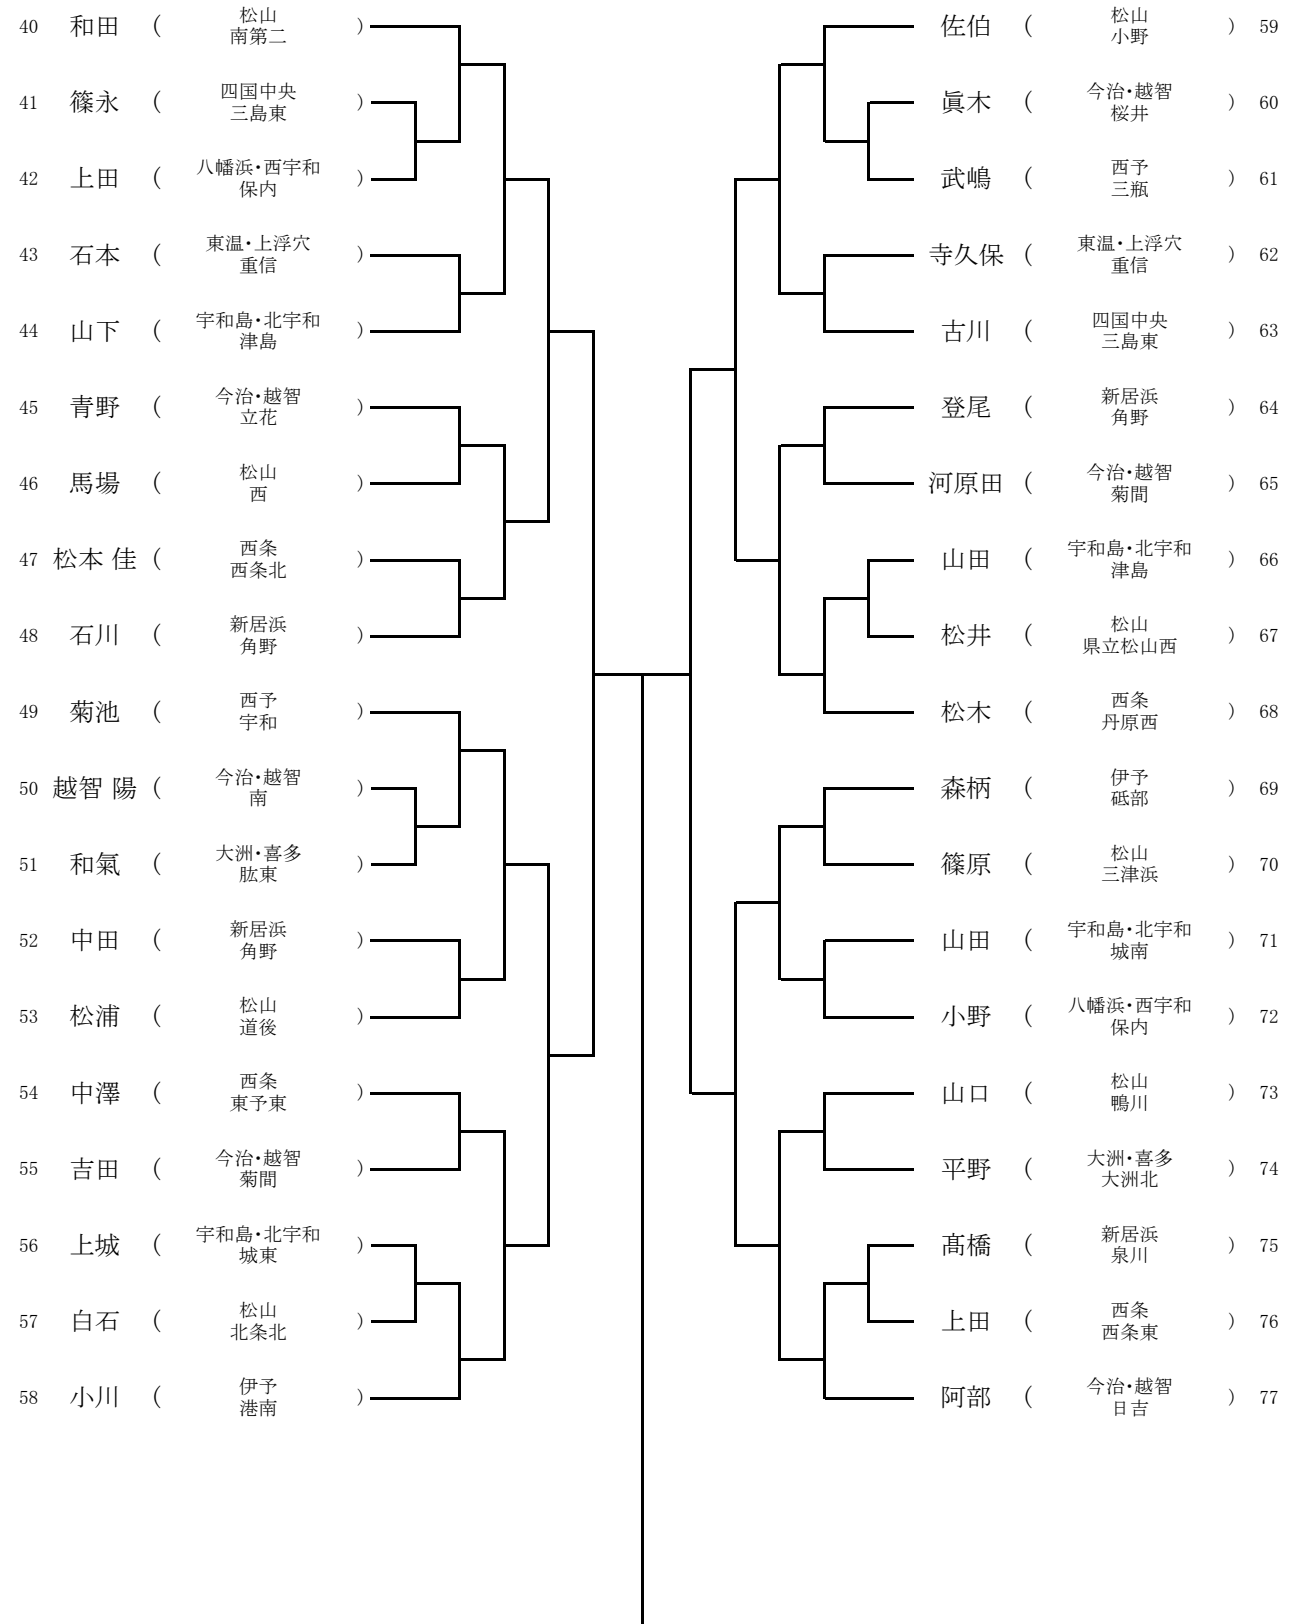 40 和田 ( 松山 南第二 )
41 篠永 ( 四国中央 三島東 )
42 上田 ( 八幡浜・西宇和 保内 )
43 石本 ( 東温・上浮穴 重信 )
44 山下 ( 宇和島・北宇和 津島 )
45 青野 ( 今治・越智 立花 )
46 馬場 ( 松山 西 )
47 松本 佳 ( 西条 西条北 )
48 石川 ( 新居浜 角野 )
49 菊池 ( 西予 宇和 )
50 越智 陽 ( 今治・越智 南 )
51 和氣 ( 大洲・喜多 肱東 )
52 中田 ( 新居浜 角野 )
53 松浦 ( 松山 道後 )
54 中澤 ( 西条 東予東 )
55 吉田 ( 今治・越智 菊間 )
56 上城 ( 宇和島・北宇和 城東 )
57 白石 ( 松山 北条北 )
58 小川 ( 伊予 港南 )
佐伯 ( 松山 小野 ) 59
眞木 ( 今治・越智 桜井 ) 60
武嶋 ( 西予 三瓶 ) 61
寺久保 ( 東温・上浮穴 重信 ) 62
古川 ( 四国中央 三島東 ) 63
登尾 ( 新居浜 角野 ) 64
河原田 ( 今治・越智 菊間 ) 65
山田 ( 宇和島・北宇和 津島 ) 66
松井 ( 松山 県立松山西 ) 67
松木 ( 西条 丹原西 ) 68
森柄 ( 伊予 砥部 ) 69
篠原 ( 松山 三津浜 ) 70
山田 ( 宇和島・北宇和 城南 ) 71
小野 ( 八幡浜・西宇和 保内 ) 72
山口 ( 松山 鴨川 ) 73
平野 ( 大洲・喜多 大洲北 ) 74
髙橋 ( 新居浜 泉川 ) 75
上田 ( 西条 西条東 ) 76
阿部 ( 今治・越智 日吉 ) 77